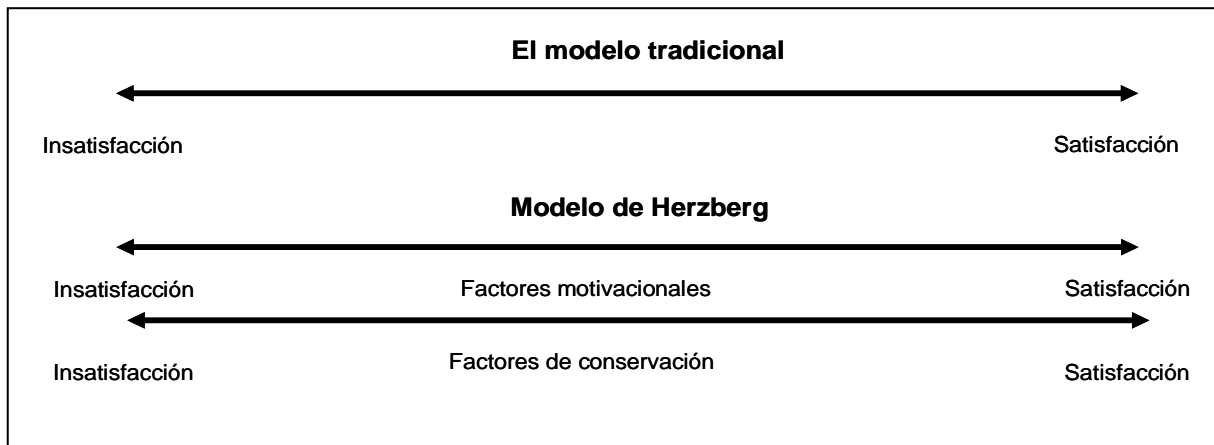 El modelo tradicional
Insatisfacción Satisfacción
Modelo de Herzberg
Insatisfacción Factores motivacionales Satisfacción
Factores de conservación
Insatisfacción Satisfacción